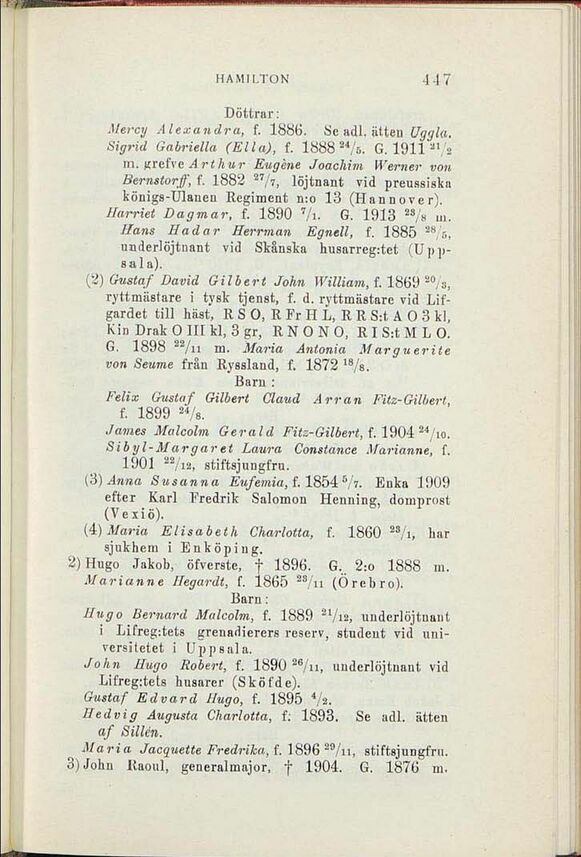 HAMILTON 447
Döttrar:
Mercy Alexandra, f. 1886. Se adl. ätten Uggla.
Sigrid Gabriella (Ella), f. 1888 24/5. G. 1911 21/2
m. grefve Arthur Eugène Joachim Werner von
Bernstorff, f. 1882 27/7, löjtnant vid preussiska
königs-Ulanen Regiment n:o 13 (Hannover).
Harriet Dagmar, f. 1890 7/1. G. 1913 23/8 m.
Hans Hadar Herrman Egnell, f. 1885 28/5,
underlöjtnant vid Skånska husarreg:tet (Upp-
sala).
(2) Gustaf David Gilbert John William, f. 1869 20/3,
ryttmästare i tysk tjenst, f. d. ryttmästare vid Lif-
gardet till häst, R S O, R Fr H L, R R S:t A O 3 kl,
Kin Drak O III kl, 3 gr, R N O N O, R I S:t M L O.
G. 1898 22/11 m. Maria Antonia Marguerite
von Seume från Ryssland, f. 1872 18/8.
Barn:
Felix Gustaf Gilbert Claud Arran Fitz-Gilbert,
f. 1899 24/8.
James Malcolm Gerald Fitz-Gilbert, f. 1904 24/10.
Sibyl-Margaret Laura Constance Marianne, f.
1901 22/12, stiftsjungfru.
(3) Anna Susanna Eufemia, f. 1854 5/7. Enka 1909
efter Karl Fredrik Salomon Henning, domprost
(Vexiö).
(4) Maria Elisabeth Charlotta, f. 1860 23/1, har
sjukhem i Enköping.
2) Hugo Jakob, öfverste, † 1896. G. 2:o 1888 m.
Marianne Hegardt, f. 1865 23/11 (Örebro).
Barn:
Hugo Bernard Malcolm, f. 1889 21/12, underlöjtnant
i Lifreg:tets grenadierers reserv, student vid uni-
versitetet i Uppsala.
John Hugo Robert, f. 1890 26/11, underlöjtnant vid
Lifreg:tets husarer (Sköfde).
Gustaf Edvard Hugo, f. 1895 4/2.
Hedvig Augusta Charlotta, f. 1893. Se adl. ätten
af Sillén.
Maria Jacquette Fredrika, f. 1896 29/11, stiftsjungfru.
3) John Raoul, generalmajor, † 1904. G. 1876 m.